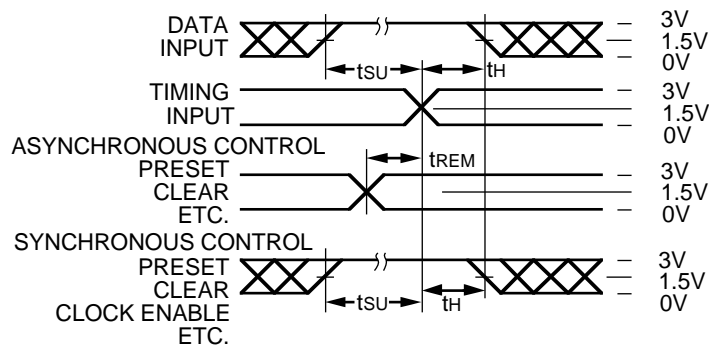 DATA
INPUT
3V
1.5V
0V
tSU
tH
TIMING
INPUT
3V
1.5V
0V
ASYNCHRONOUS CONTROL
PRESET
CLEAR
ETC.
tREM
3V
1.5V
0V
SYNCHRONOUS CONTROL
PRESET
CLEAR
CLOCK ENABLE
ETC.
tSU
tH
3V
1.5V
0V